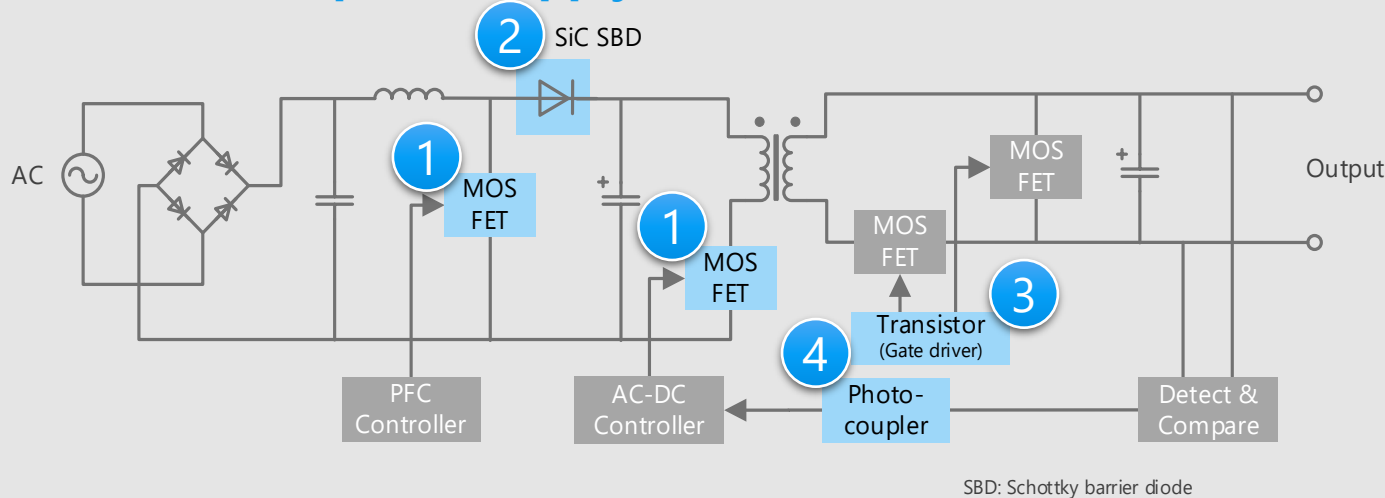 2
SiC SBD
AC
1
MOS
FET
1
MOS
FET
MOS
FET
MOS
FET
+
+
Output
3
Transistor
(Gate driver)
4
Photo-
coupler
PFC
Controller
AC-DC
Controller
Detect &
Compare
SBD: Schottky barrier diode